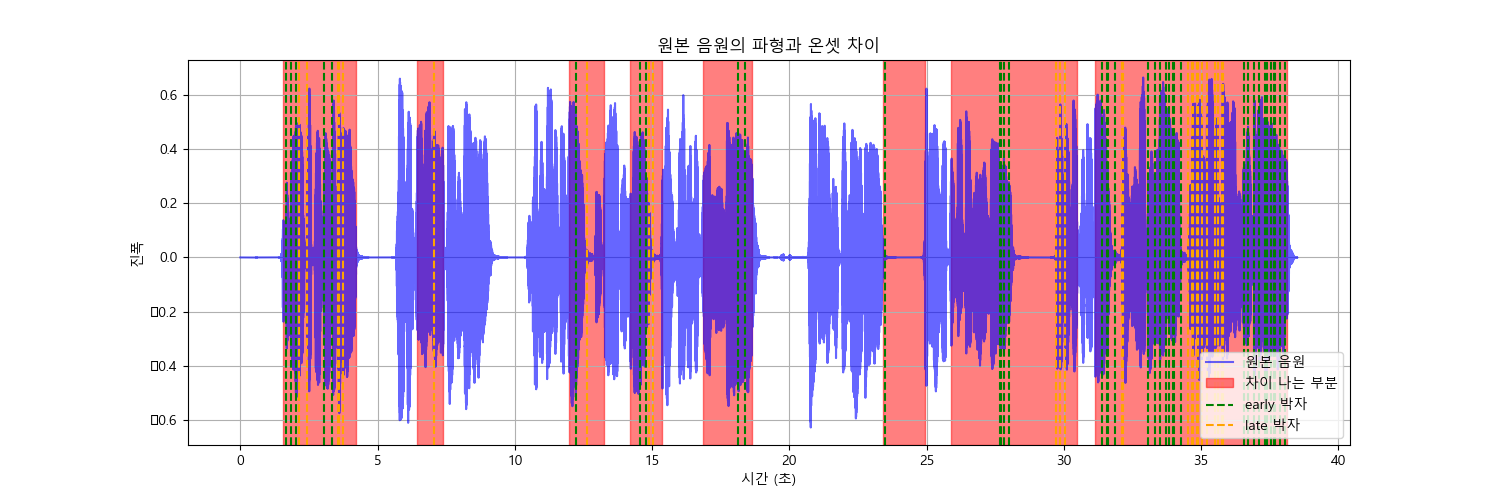 원본 음원의 파형과 온셋 차이
진폭
0.6
0.4
0.2
0.0
□0.2
□0.4
□0.6
0 5 10 15 20 25 30 35 40
시간 (초)
원본 음원
차이 나는 부분
early 박자
late 박자